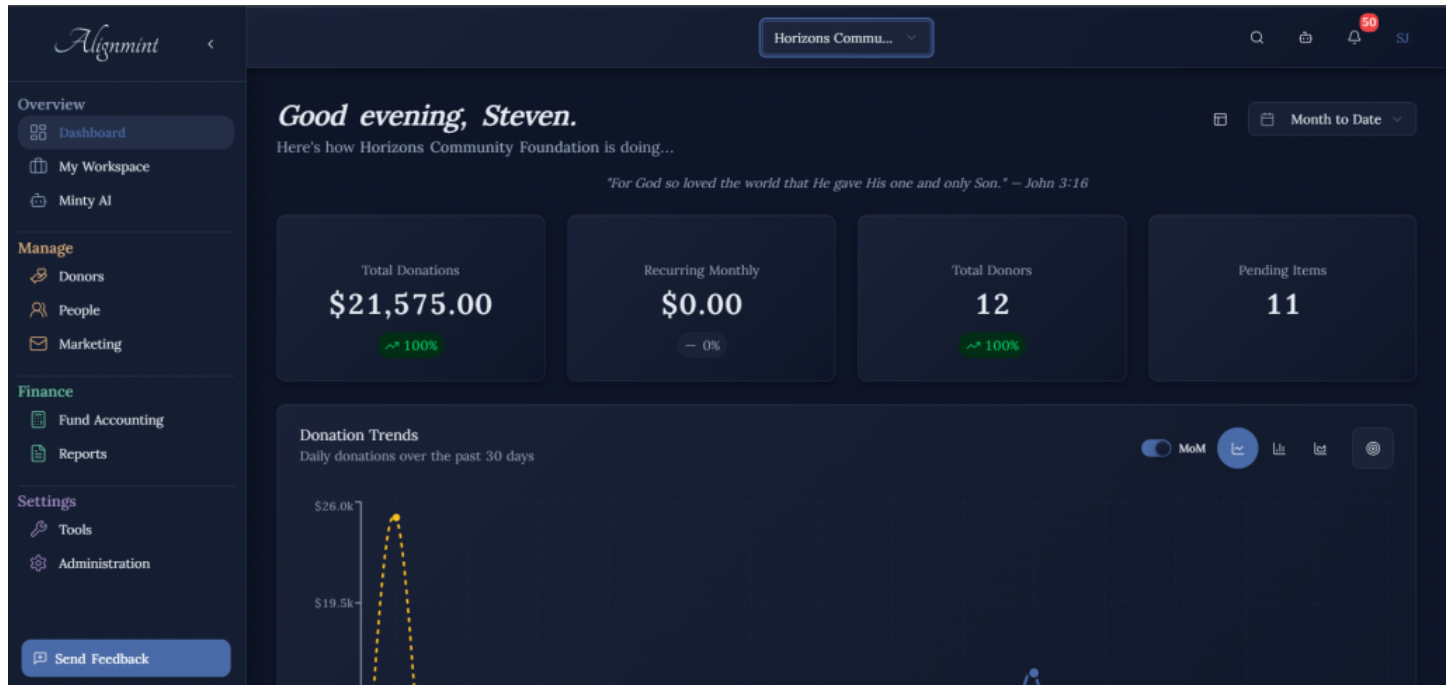 Alignmint
Horizons Commu...
50
SJ
Overview
Dashboard
My Workspace
Minty AI
Manage
Donors
People
Marketing
Finance
Fund Accounting
Reports
Settings
Tools
Administration
Send Feedback
Good evening, Steven.
Here's how Horizons Community Foundation is doing...
Month to Date
"For God so loved the world that He gave His one and only Son." — John 3:16
Total Donations
$21,575.00
100%
Recurring Monthly
$0.00
— 0%
Total Donors
12
100%
Pending Items
11
Donation Trends
Daily donations over the past 30 days
MoM
$26.0k
$19.5k